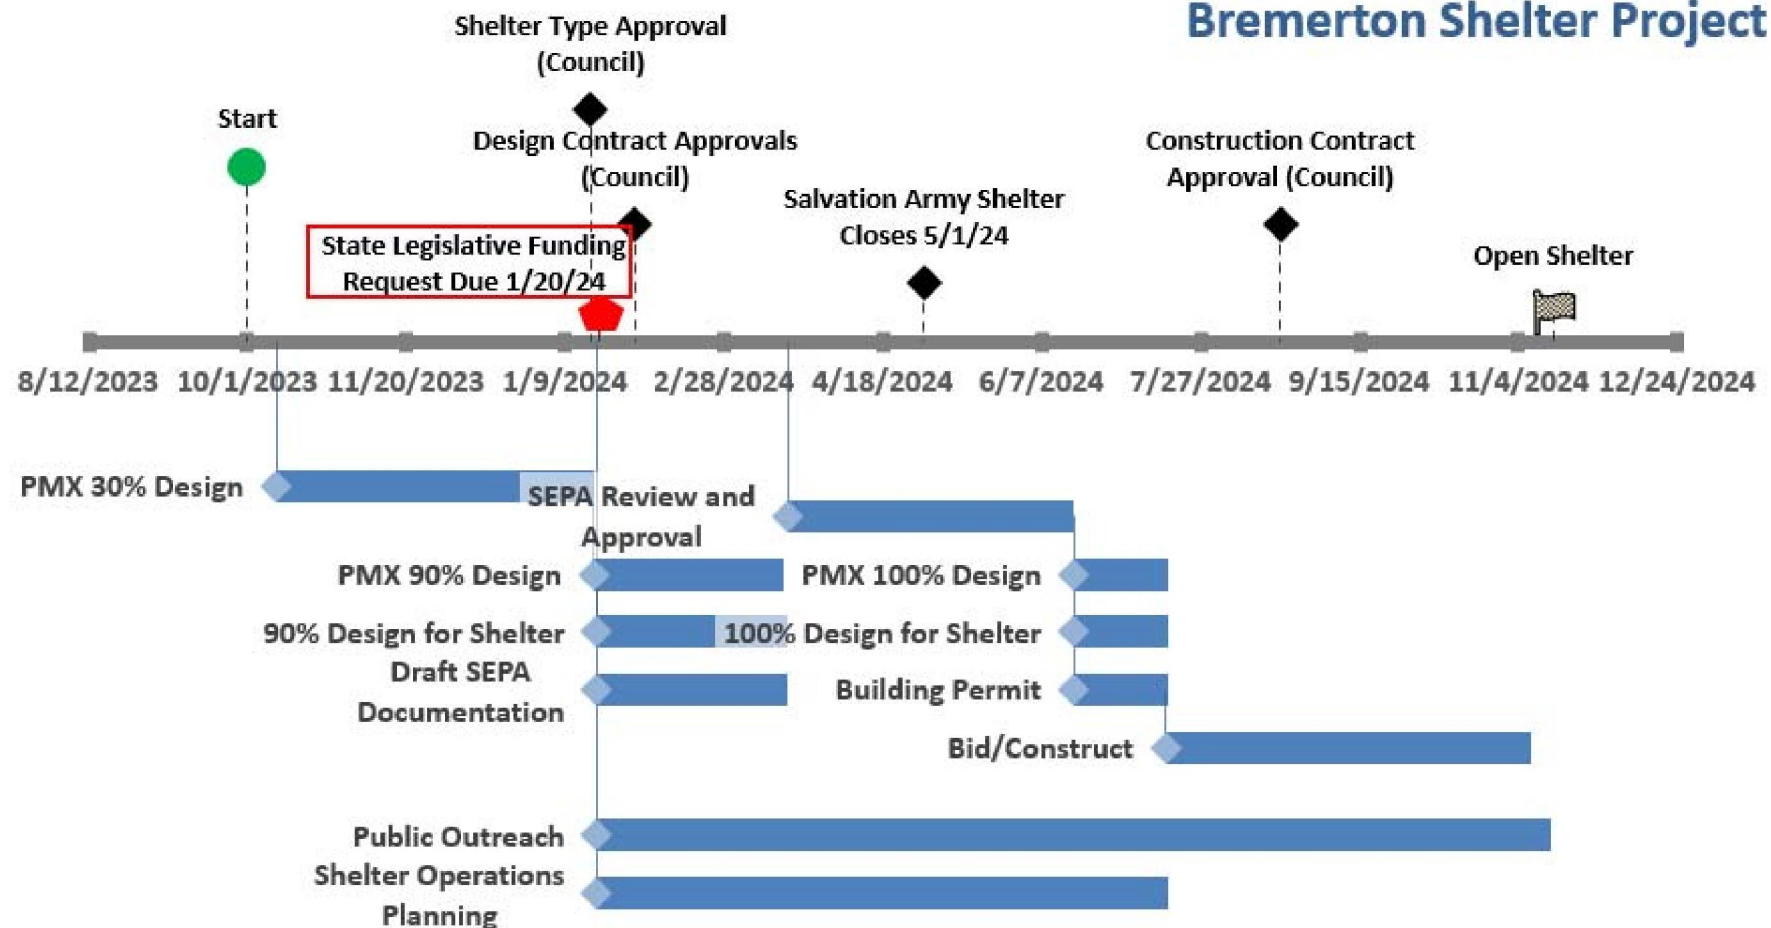 Bremerton Shelter Project
Shelter Type Approval
(Council)
Start
Design Contract Approvals
(Council)
Construction Contract
Approval (Council)
Salvation Army Shelter
Closes 5/1/24
State Legislative Funding
Request Due 1/20/24
Open Shelter
8/12/2023 10/1/2023 11/20/2023 1/9/2024 2/28/2024 4/18/2024 6/7/2024 7/27/2024 9/15/2024 11/4/2024 12/24/2024
PMX 30% Design
SEPA Review and
Approval
PMX 90% Design
PMX 100% Design
90% Design for Shelter
100% Design for Shelter
Draft SEPA
Documentation
Building Permit
Bid/Construct
Public Outreach
Shelter Operations
Planning